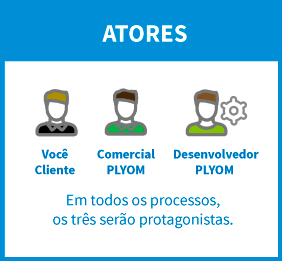 ATORES
Você Comercial Desenvolvedor
Cliente PLYOM PLYOM
Em todos os processos,
os três serão protagonistas.